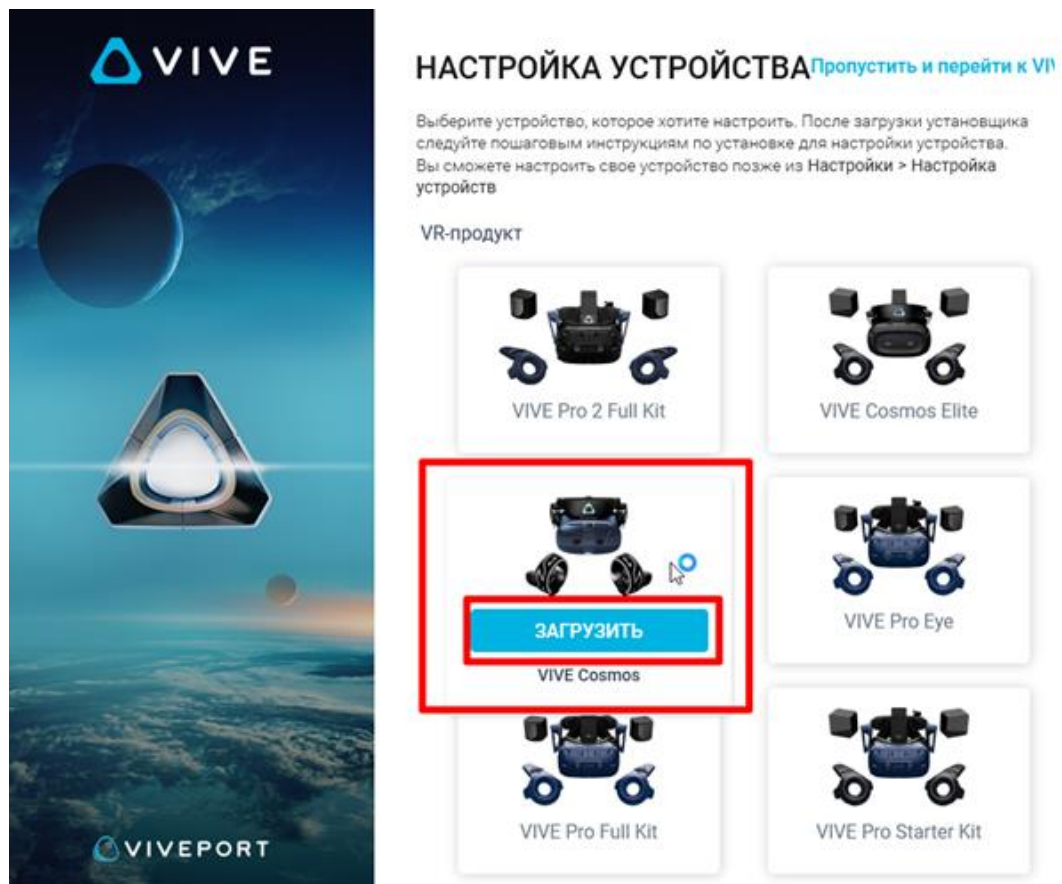 VIVE
НАСТРОЙКА УСТРОЙСТВА
Пропустить и перейти к
Выберите устройство, которое хотите настроить. После загрузки установщика
следуйте пошаговым инструкциям по установке для настройки устройства.
Вы сможете настроить свое устройство позже из Настройки > Настройка
устройств
VR-продукт
VIVE Pro 2 Full Kit
VIVE Cosmos Elite
ЗАГРУЗИТЬ
VIVE Cosmos
VIVE Pro Eye
VIVE Pro Full Kit
VIVE Pro Starter Kit
VIVEPORT